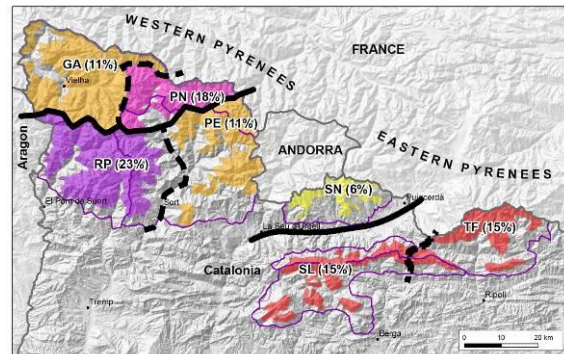 WESTERN PYRENEES
FRANCE
GA (11%)
Vielha
PN (18%)
PE (11%)
Aragon
ANDORRA
EASTERN PYRENEES
RP (23%)
SN (6%)
Puigcerdà
El Pont de Suert
Sort
La Seu d'Urgell
TF (15%)
Catalonia
SL (15%)
Tremp
Ripoll
Berga
0 10 20 km